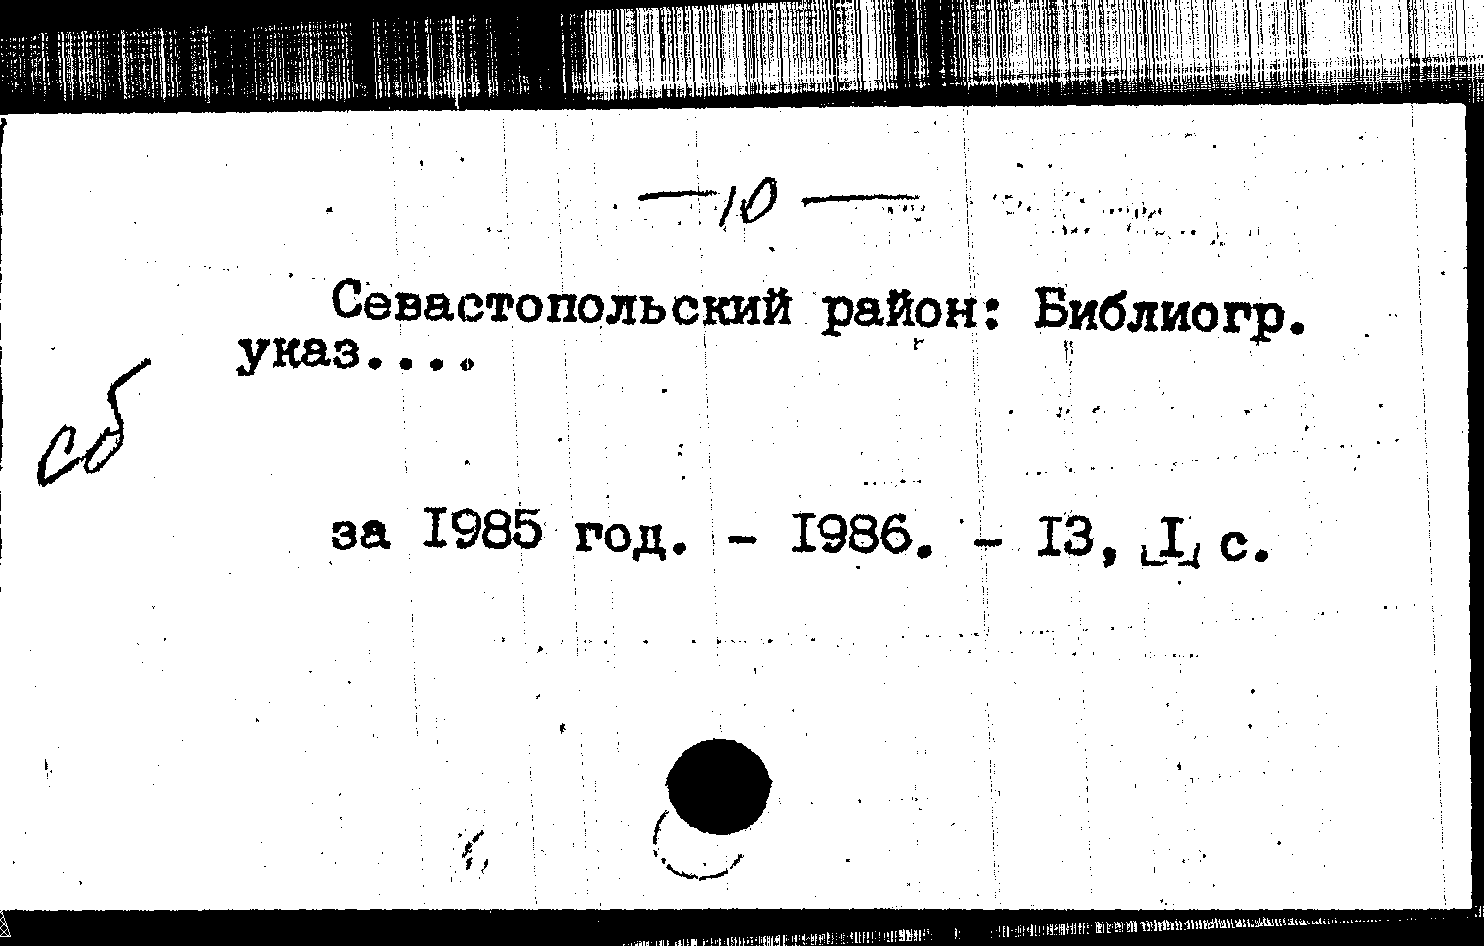 —10—
Севастопольский район: Библиогр.
указ....
сб
за I985 год. - I986. - I3, [I] с.